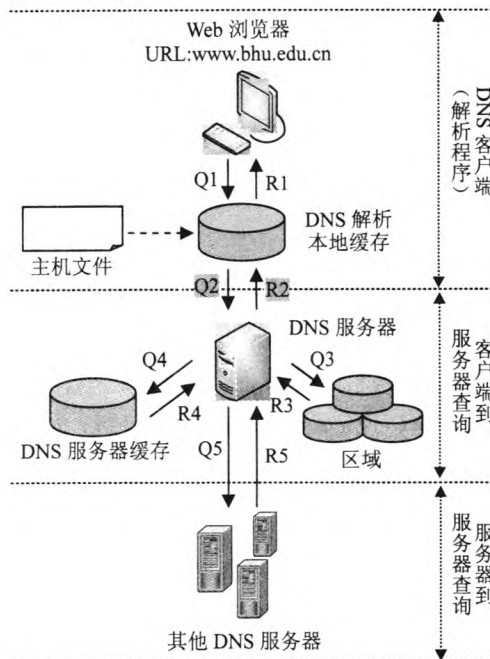 Web 浏览器
URL:www.bhu.edu.cn
Q1
R1
DNS 解析
本地缓存
主机文件
DNS 客户端
（解析程序）
Q2
R2
DNS 服务器
Q4
Q3
R4
R3
DNS 服务器缓存
Q5
R5
区域
客户端到
服务器查询
其他 DNS 服务器
服务器到
服务器查询